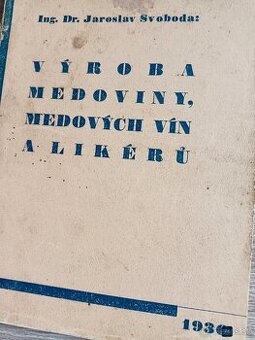 Ing. Dr. Jaroslav Svoboda:
VÝROBA
MEDOVINY,
MEDOVÝCH VÍN
A LIKÉRŮ